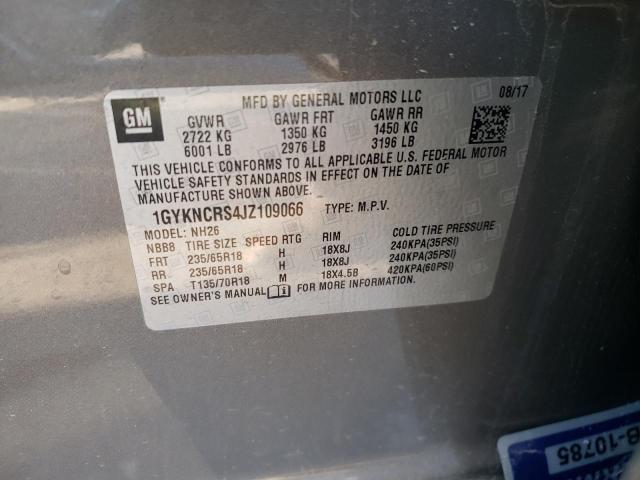 GM
MFD BY GENERAL MOTORS LLC 08/17
GVWR GAWR FRT GAWR RR
2722 KG 1350 KG 1450 KG
6001 LB 2976 LB 3196 LB
THIS VEHICLE CONFORMS TO ALL APPLICABLE U.S. FEDERAL MOTOR
VEHICLE SAFETY STANDARDS IN EFFECT ON THE DATE OF
MANUFACTURE SHOWN ABOVE.
1GYKNCRS4JZ109066 TYPE: M.P.V.
MODEL: NH26
NBB8 TIRE SIZE SPEED RTG RIM COLD TIRE PRESSURE
FRT 235/65R18 H 18X8J 240KPA(35PSI)
RR 235/65R18 H 18X8J 240KPA(35PSI)
SPA T135/70R18 M 18X4.5B 420KPA(60PSI)
SEE OWNER'S MANUAL FOR MORE INFORMATION.
B-10785